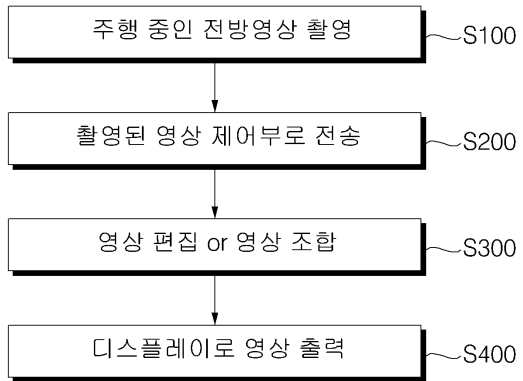 주행 중인 전방영상 촬영
S100
촬영된 영상 제어부로 전송
S200
영상 편집 or 영상 조합
S300
디스플레이로 영상 출력
S400